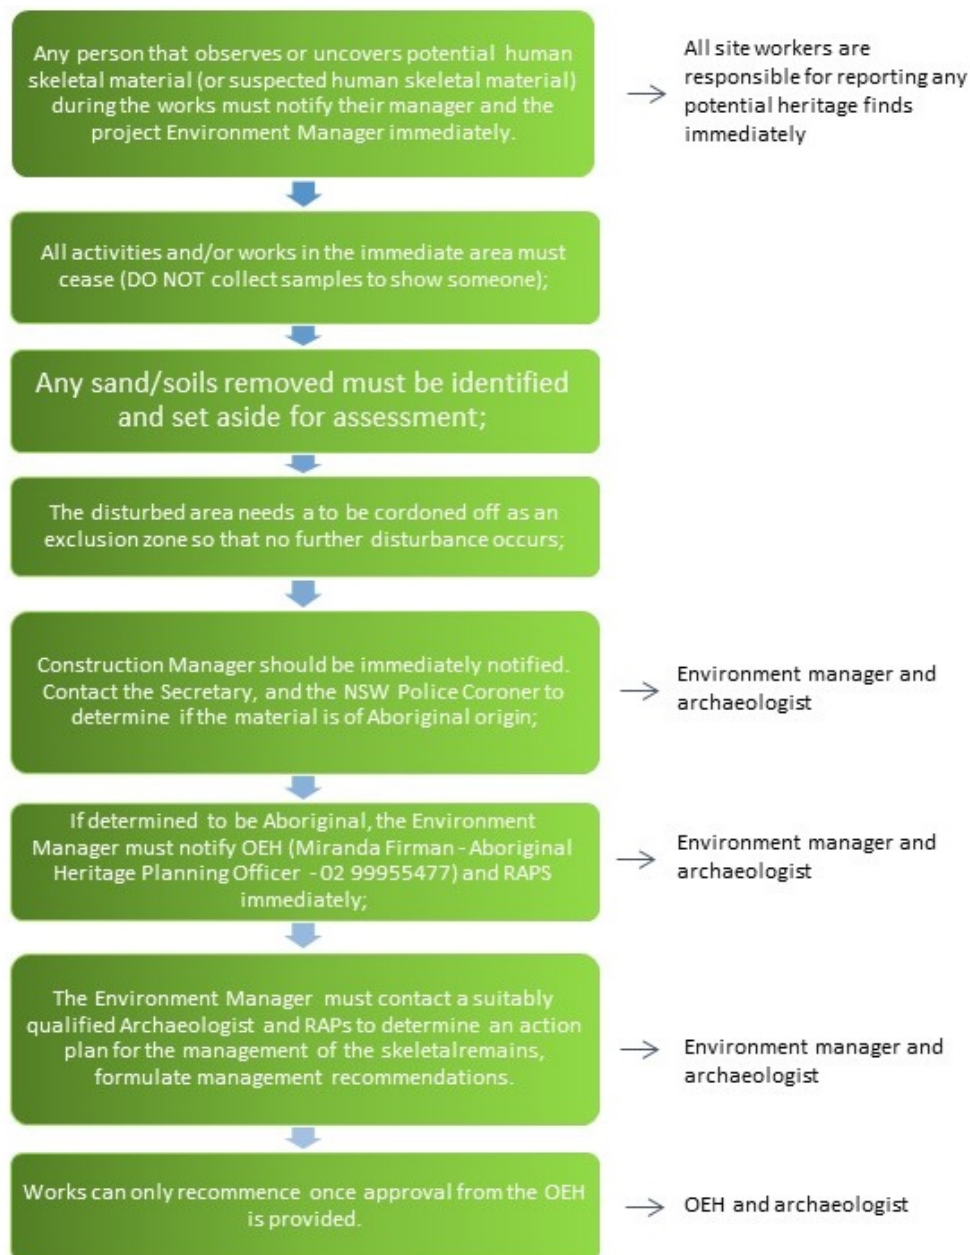 Any person that observes or uncovers potential human
skeletal material (or suspected human skeletal material)
during the works must notify their manager and the
project Environment Manager immediately.
All site workers are
responsible for reporting any
potential heritage finds
immediately
All activities and/or works in the immediate area must
cease (DO NOT collect samples to show someone);
Any sand/soils removed must be identified
and set aside for assessment;
The disturbed area needs a to be cordoned off as an
exclusion zone so that no further disturbance occurs;
Construction Manager should be immediately notified.
Contact the Secretary, and the NSW Police Coroner to
determine if the material is of Aboriginal origin;
Environment manager and
archaeologist
If determined to be Aboriginal, the Environment
Manager must notify OEH (Miranda Firman - Aboriginal
Heritage Planning Officer - 02 99955477) and RAPS
immediately;
Environment manager and
archaeologist
The Environment Manager must contact a suitably
qualified Archaeologist and RAPs to determine an action
plan for the management of the skeletalremains,
formulate management recommendations.
Environment manager and
archaeologist
Works can only recommence once approval from the OEH
is provided.
OEH and archaeologist